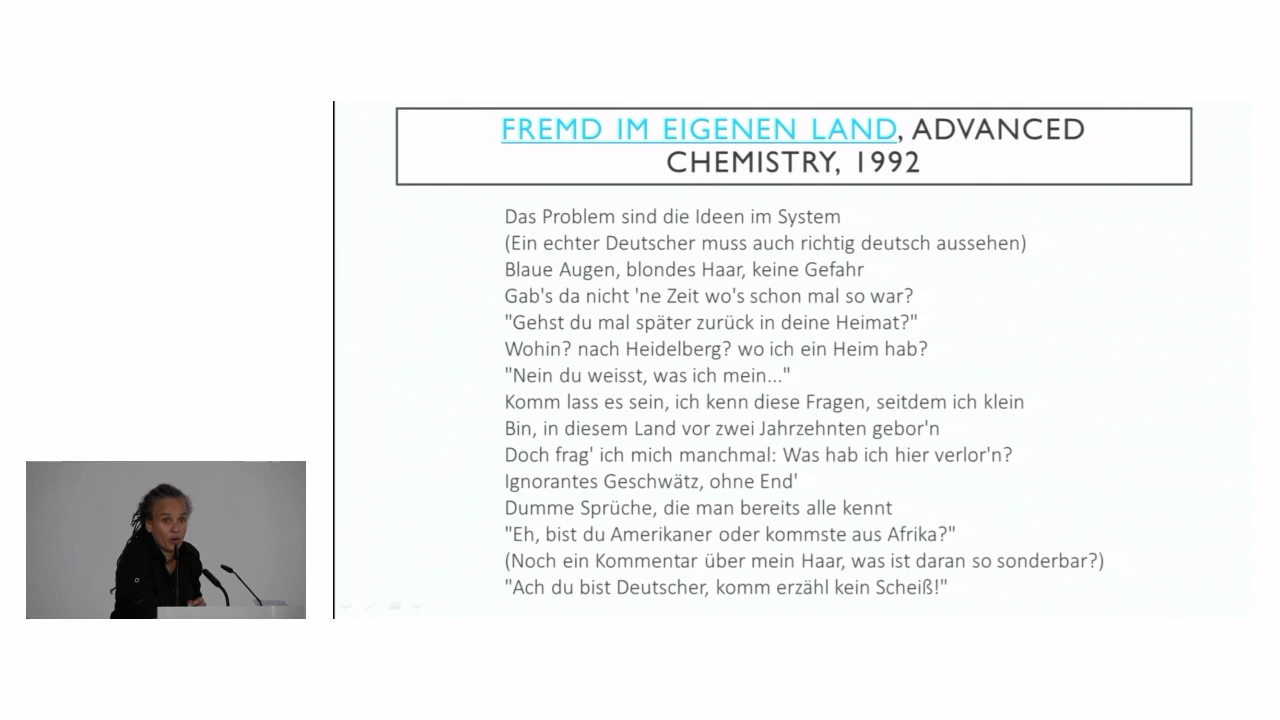 FREMD IM EIGENEN LAND, ADVANCED
CHEMISTRY, 1992
Das Problem sind die Ideen im System
(Ein echter Deutscher muss auch richtig deutsch aussehen)
Blaue Augen, blondes Haar, keine Gefahr
Gab's da nicht 'ne Zeit wo's schon mal so war?
"Gehst du mal später zurück in deine Heimat?"
Wohin? nach Heidelberg? wo ich ein Heim hab?
"Nein du weisst, was ich mein..."
Komm lass es sein, ich kenn diese Fragen, seitdem ich klein
Bin, in diesem Land vor zwei Jahrzehnten gebor'n
Doch frag' ich mich manchmal: Was hab ich hier verlor'n?
Ignorantes Geschwätz, ohne End'
Dumme Sprüche, die man bereits alle kennt
"Eh, bist du Amerikaner oder kommste aus Afrika?"
(Noch ein Kommentar über mein Haar, was ist daran so sonderbar?)
"Ach du bist Deutscher, komm erzähl kein Scheiß!"